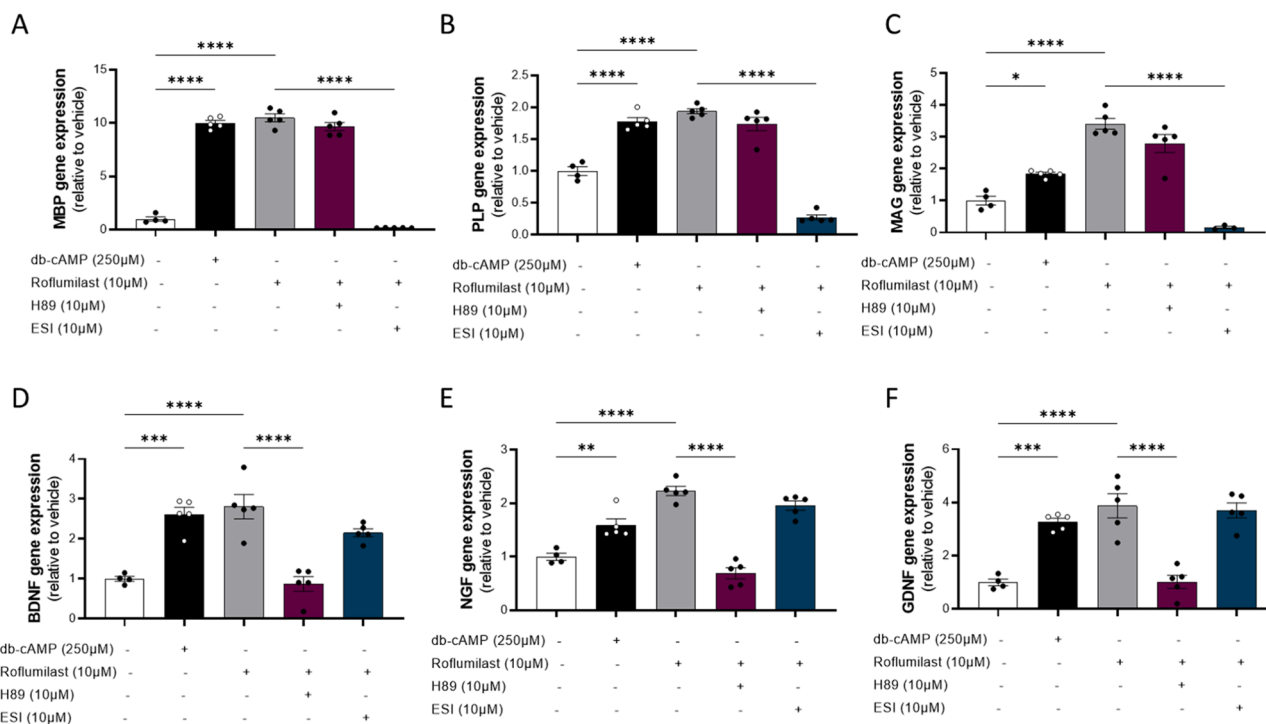 A
B
C
****
****
****
MBP gene expression
(relative to vehicle)
15
10
5
0
db-cAMP (250µM) - + - - -
Roflumilast (10µM) - - + + +
H89 (10µM) - - - + -
ESI (10µM) - - - - +
****
****
****
PLP gene expression
(relative to vehicle)
2.5
2.0
1.5
1.0
0.5
0.0
db-cAMP (250µM) - + - - -
Roflumilast (10µM) - - + + +
H89 (10µM) - - - + -
ESI (10µM) - - - - +
****
*
****
MAG gene expression
(relative to vehicle)
5
4
3
2
1
0
db-cAMP (250µM) - + - - -
Roflumilast (10µM) - - + + +
H89 (10µM) - - - + -
ESI (10µM) - - - - +
D
E
F
****
***
****
BDNF gene expression
(relative to vehicle)
4
3
2
1
0
db-cAMP (250µM) - + - - -
Roflumilast (10µM) - - + + +
H89 (10µM) - - - + -
ESI (10µM) - - - - +
****
**
****
NGF gene expression
(relative to vehicle)
3
2
1
0
db-cAMP (250µM) - + - - -
Roflumilast (10µM) - - + + +
H89 (10µM) - - - + -
ESI (10µM) - - - - +
****
***
****
GDNF gene expression
(relative to vehicle)
6
4
2
0
db-cAMP (250µM) - + - - -
Roflumilast (10µM) - - + + +
H89 (10µM) - - - + -
ESI (10µM) - - - - +